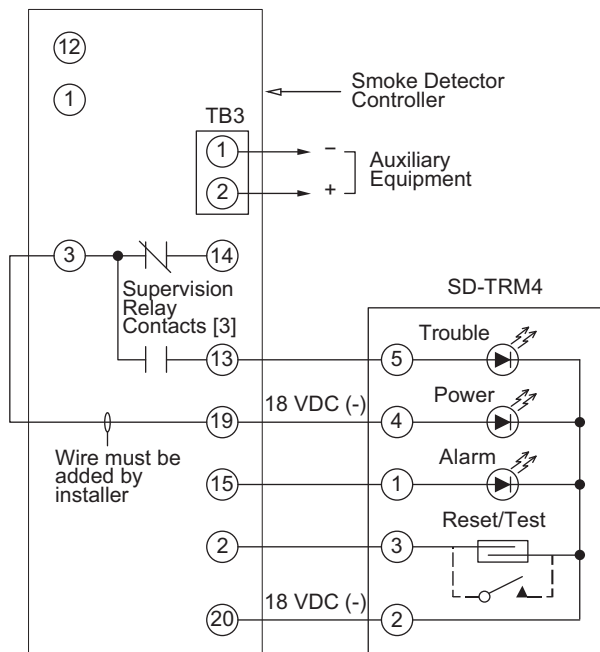 12
1
Smoke Detector
Controller
TB3
1
−
2
+
Auxiliary
Equipment
3
14
Supervision
Relay
Contacts [3]
SD-TRM4
13
5
Trouble
19
18 VDC (-)
4
Power
Wire must be
added by
installer
15
1
Alarm
2
3
Reset/Test
20
18 VDC (-)
2